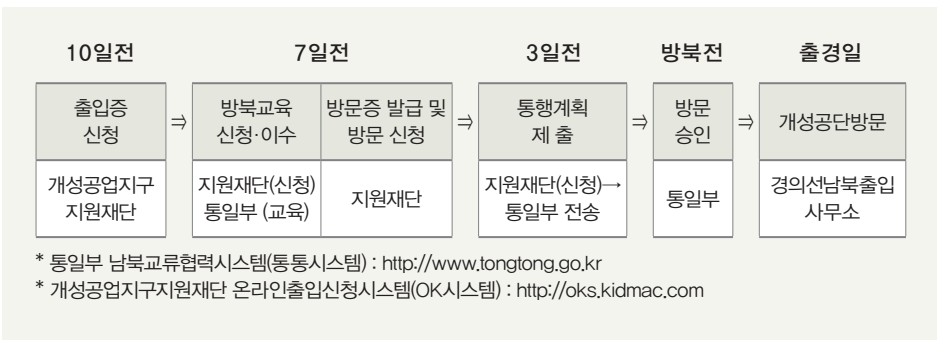 10일전 7일전 3일전 방북전 출경일
출입증 신청 ⇒ 방북교육 신청·이수 방문증 발급 및 방문 신청 ⇒ 통행계획 제 출 ⇒ 방문 승인 ⇒ 개성공단방문
개성공업지구 지원재단 지원재단(신청) 통일부 (교육) 지원재단 지원재단(신청)→ 통일부 전송 통일부 경의선남북출입 사무소
* 통일부 남북교류협력시스템(통통시스템) : http://www.tongtong.go.kr
* 개성공업지구지원재단 온라인출입신청시스템(OK시스템) : http://oks.kidmac.com